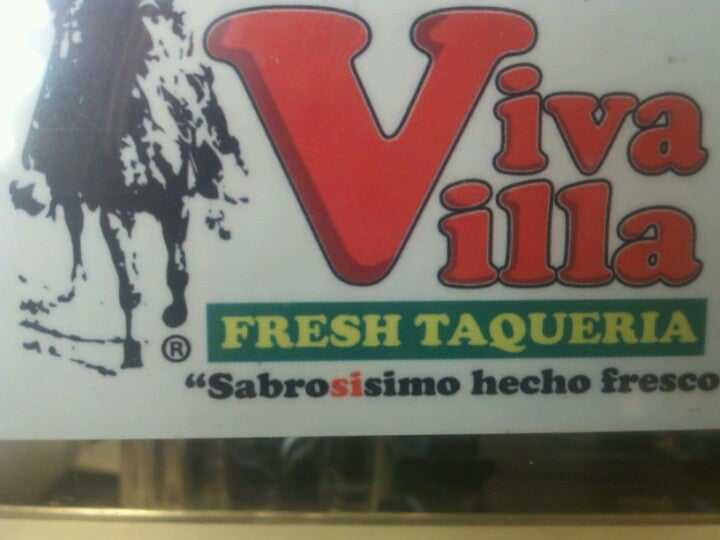 Viva
Villa
FRESH TAQUERIA
®
“Sabrosisimo hecho fresco